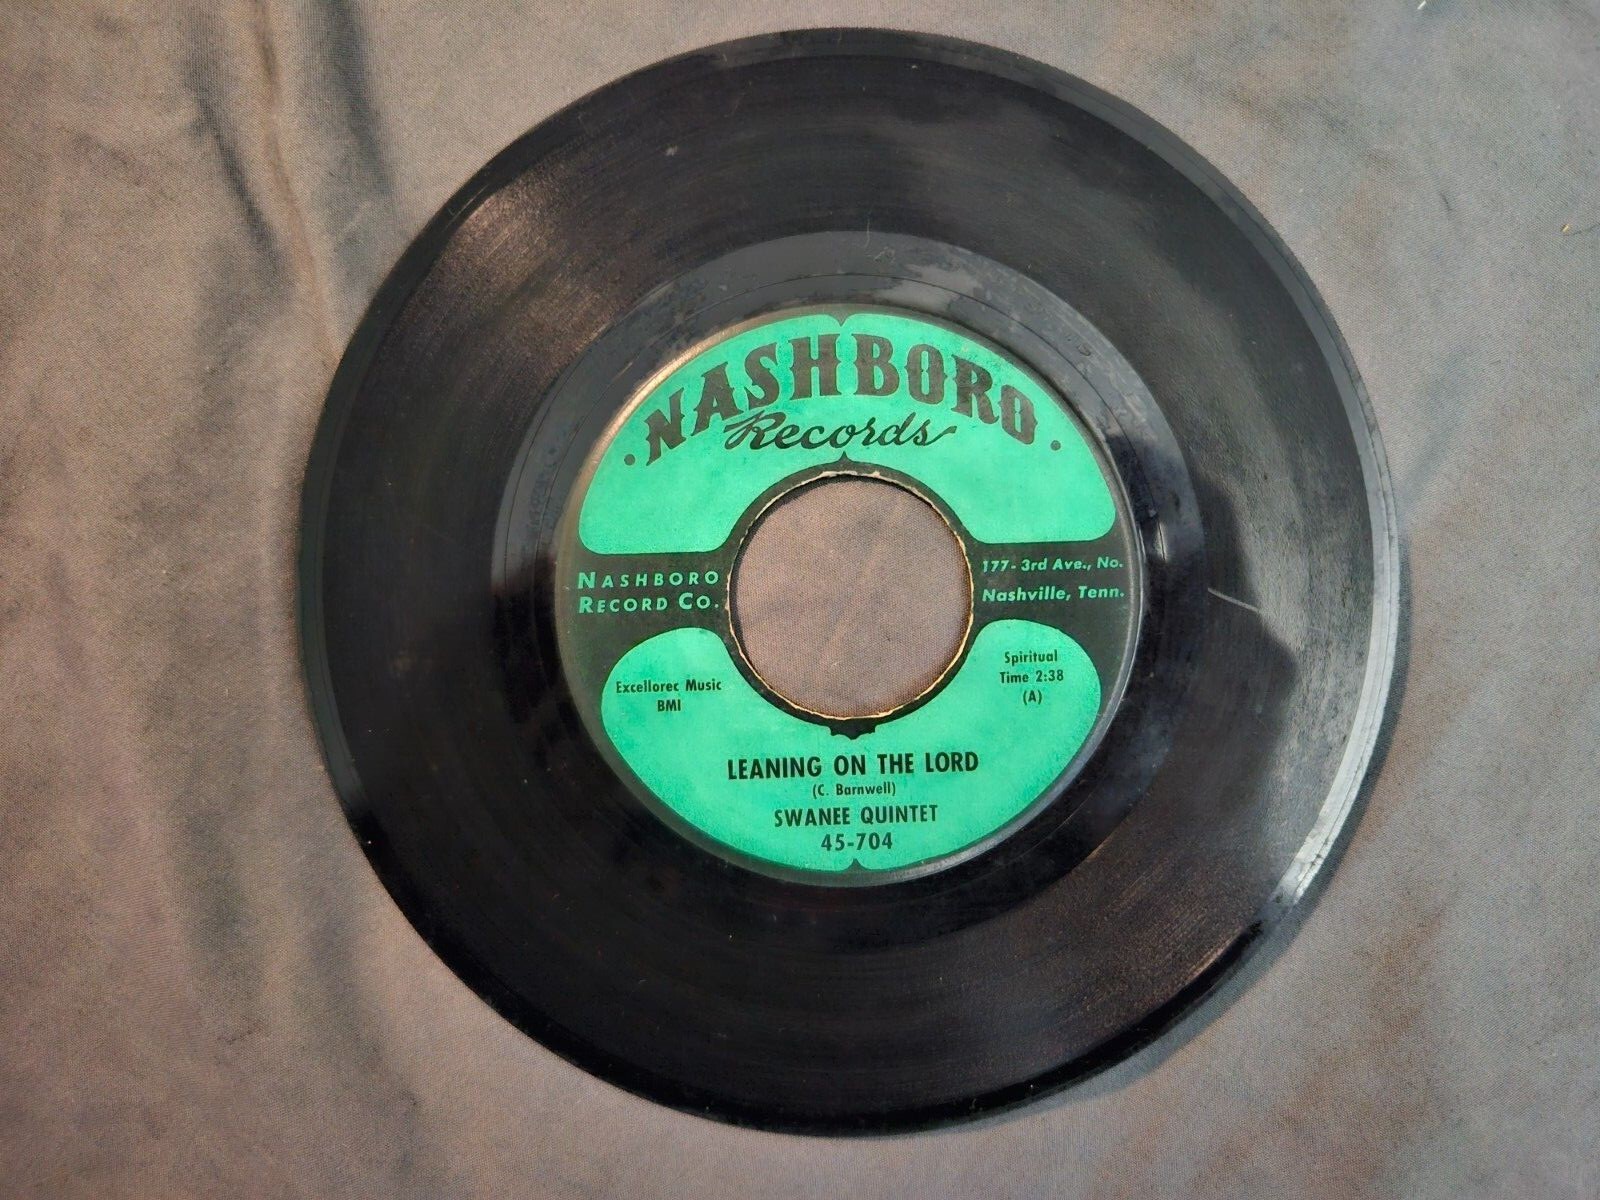 NASHBORO
Records
NASHBORO
RECORD CO.
177- 3rd Ave., No.
Nashville, Tenn.
Excellorec Music
BMI
Spiritual
Time 2:38
(A)
LEANING ON THE LORD
(C. Barnwell)
SWANEE QUINTET
45-704